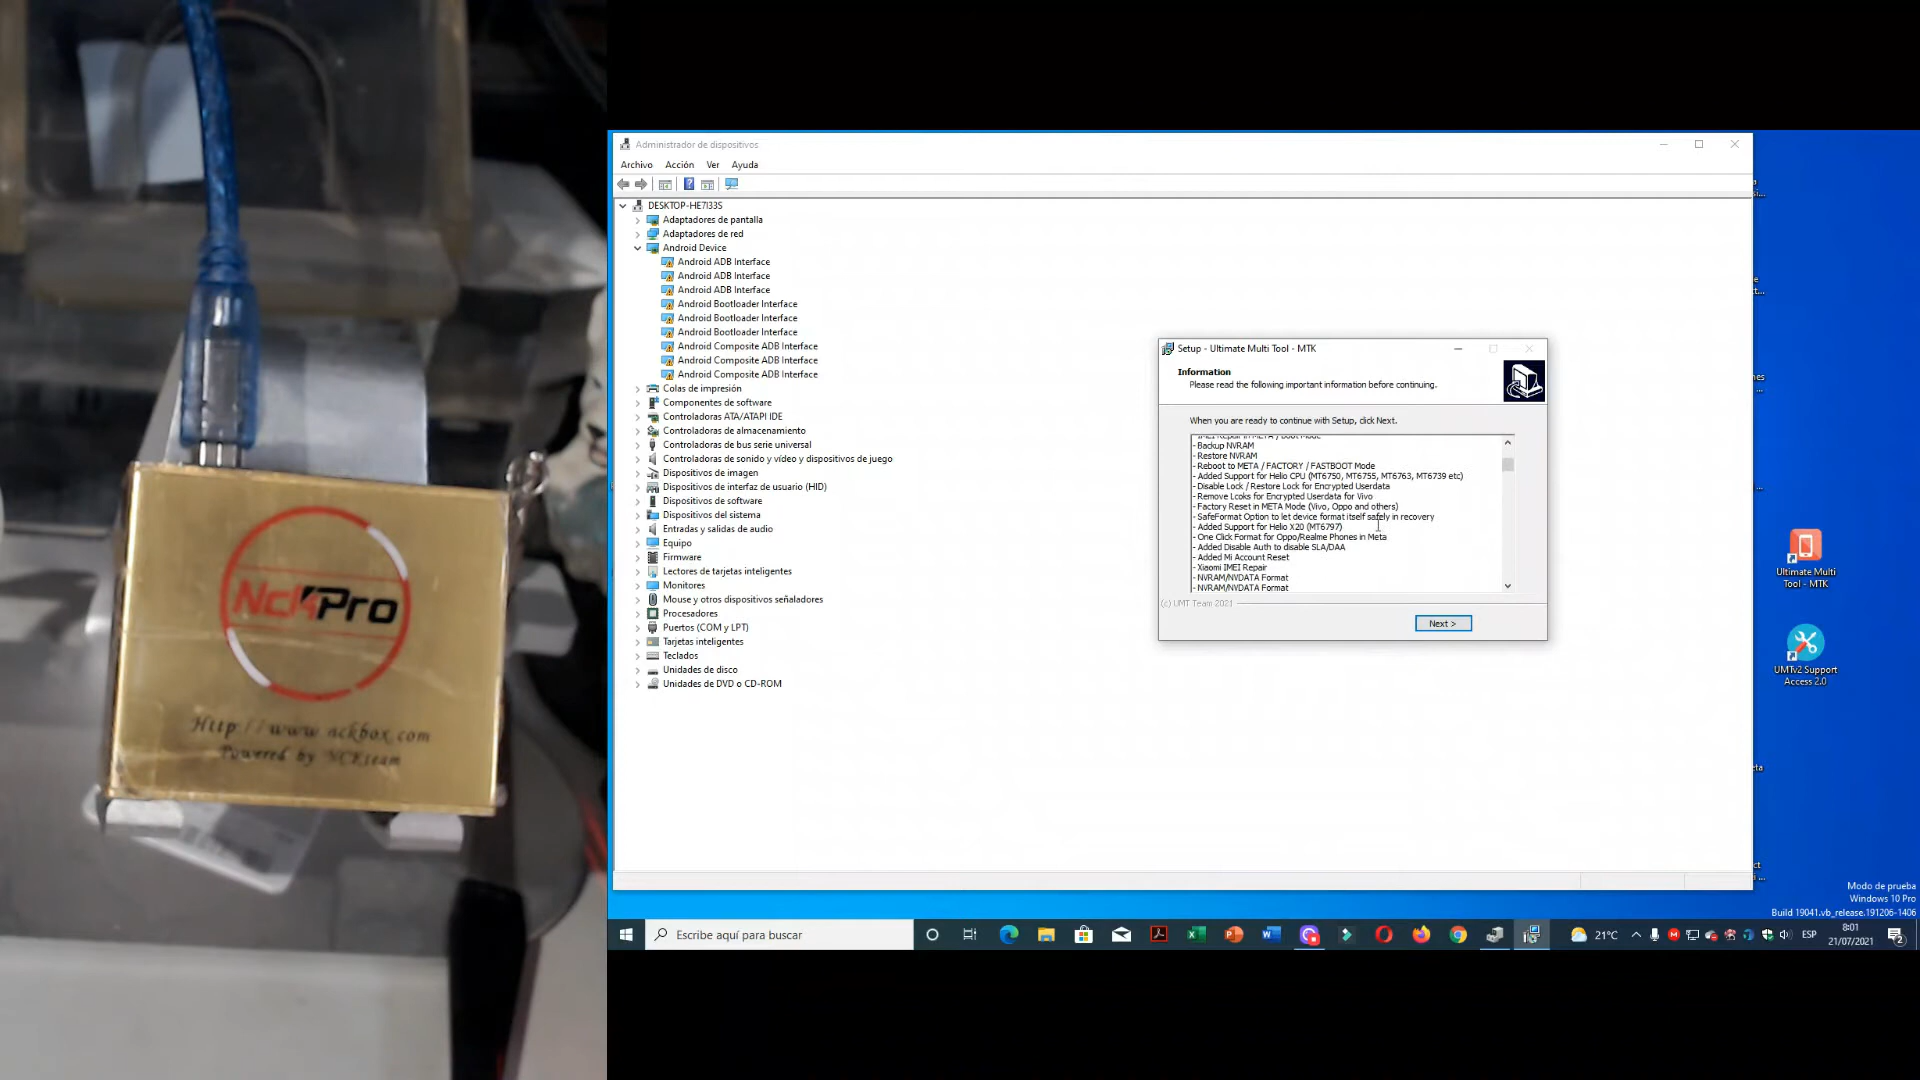 NckPro
Http://www.nckbox.com
Powered by NCKteam
Administrador de dispositivos
Archivo Acción Ver Ayuda
DESKTOP-HE7I33S
Adaptadores de pantalla
Adaptadores de red
Android Device
Android ADB Interface
Android ADB Interface
Android ADB Interface
Android Bootloader Interface
Android Bootloader Interface
Android Bootloader Interface
Android Composite ADB Interface
Android Composite ADB Interface
Android Composite ADB Interface
Colas de impresión
Componentes de software
Controladoras ATA/ATAPI IDE
Controladoras de almacenamiento
Controladoras de bus serie universal
Controladoras de sonido y vídeo y dispositivos de juego
Dispositivos de imagen
Dispositivos de interfaz de usuario (HID)
Dispositivos de software
Dispositivos del sistema
Entradas y salidas de audio
Equipo
Firmware
Lectores de tarjetas inteligentes
Monitores
Mouse y otros dispositivos señaladores
Procesadores
Puertos (COM y LPT)
Tarjetas inteligentes
Teclados
Unidades de disco
Unidades de DVD o CD-ROM
Setup - Ultimate Multi Tool - MTK
Information
Please read the following important information before continuing.
When you are ready to continue with Setup, click Next.
- IMEI Repair in META / Boot Mode
- Backup NVRAM
- Restore NVRAM
- Reboot to META / FACTORY / FASTBOOT Mode
- Added Support for Helio CPU (MT6750, MT6755, MT6763, MT6739 etc)
- Disable Lock / Restore Lock for Encrypted Userdata
- Remove Lcoks for Encrypted Userdata for Vivo
- Factory Reset in META Mode (Vivo, Oppo and others)
- SafeFormat Option to let device format itself safely in recovery
- Added Support for Helio X20 (MT6797)
- One Click Format for Oppo/Realme Phones in Meta
- Added Disable Auth to disable SLA/DAA
- Added Mi Account Reset
- Xiaomi IMEI Repair
- NVRAM/NVDATA Format
- NVRAM/NVDATA Format
(c) UMT Team 2021
Next >
Ultimate Multi
Tool - MTK
UMTv2 Support
Access 2.0
Modo de prueba
Windows 10 Pro
Build 19041.vb_release.191206-1406
Escribe aquí para buscar
21°C
ESP
8:01
21/07/2021
2